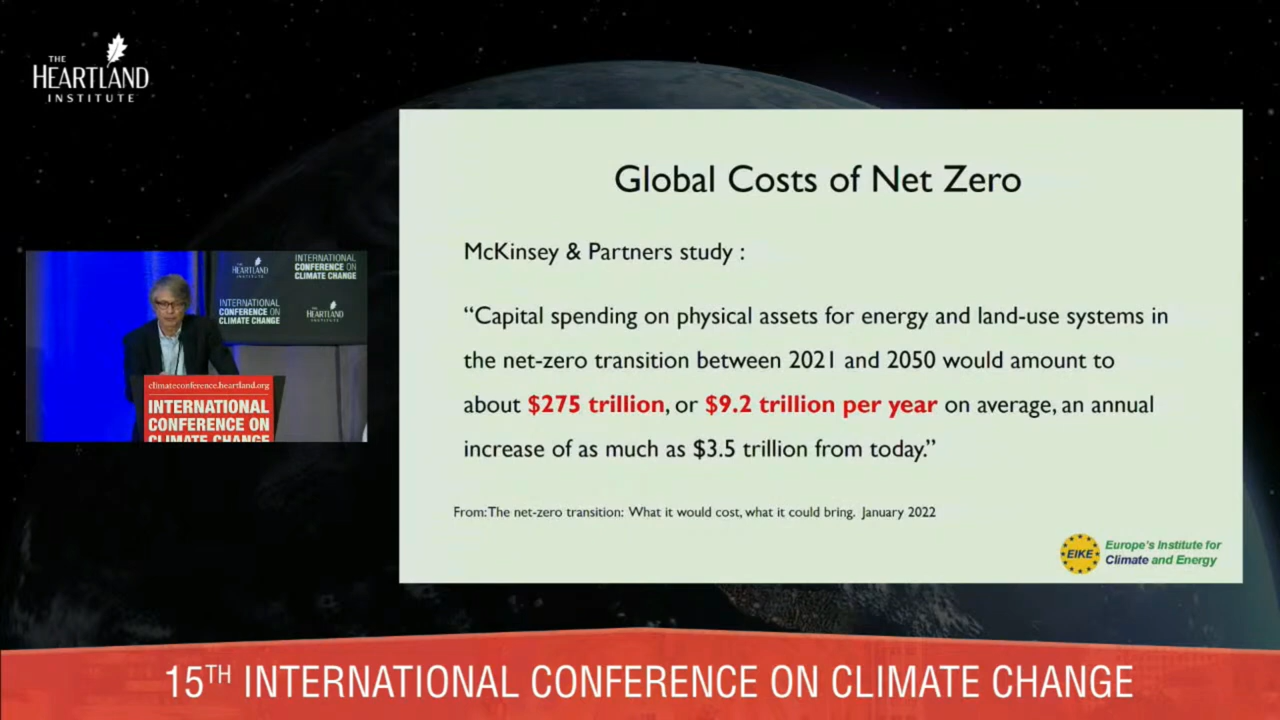 THE
HEARTLAND
INSTITUTE
Global Costs of Net Zero
McKinsey & Partners study :
“Capital spending on physical assets for energy and land-use systems in
the net-zero transition between 2021 and 2050 would amount to
about $275 trillion, or $9.2 trillion per year on average, an annual
increase of as much as $3.5 trillion from today.”
From: The net-zero transition: What it would cost, what it could bring. January 2022
EIKE
Europe's Institute for
Climate and Energy
THE
HEARTLAND
INSTITUTE
INTERNATIONAL
CONFERENCE ON
CLIMATE CHANGE
INTERNATIONAL
CONFERENCE ON
CLIMATE CHANGE
THE
HEARTLAND
INSTITUTE
climateconference.heartland.org
INTERNATIONAL
CONFERENCE ON
CLIMATE CHANGE
15TH INTERNATIONAL CONFERENCE ON CLIMATE CHANGE